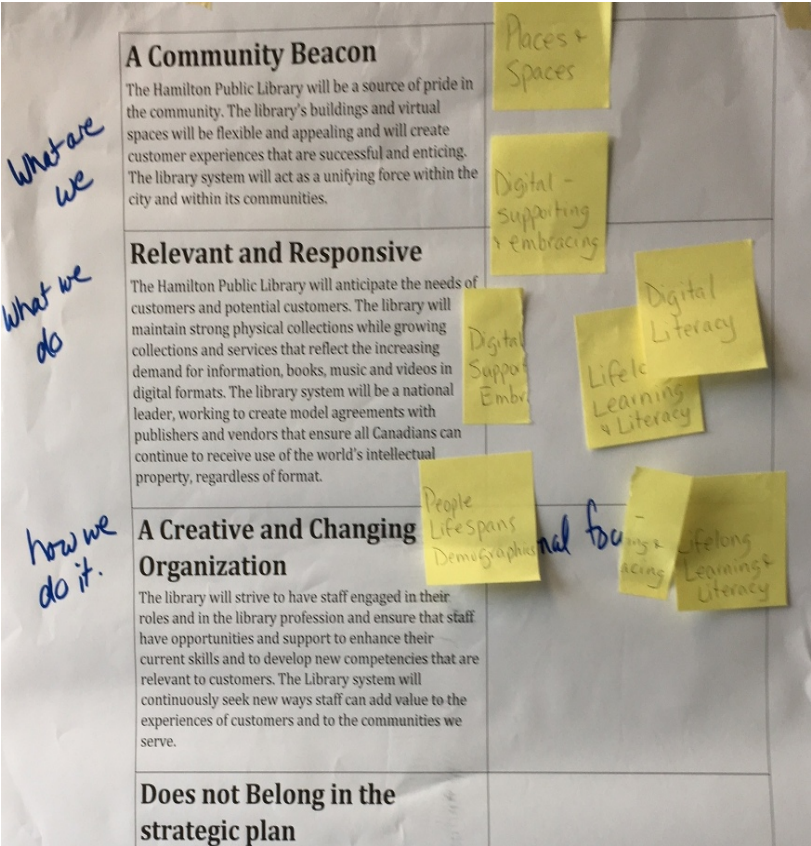 What are
we
A Community Beacon
The Hamilton Public Library will be a source of pride in
the community. The library's buildings and virtual
spaces will be flexible and appealing and will create
customer experiences that are successful and enticing.
The library system will act as a unifying force within the
city and within its communities.
Places &
Spaces
Digital -
supporting
& embracing
What we
do
Relevant and Responsive
The Hamilton Public Library will anticipate the needs of
customers and potential customers. The library will
maintain strong physical collections while growing
collections and services that reflect the increasing
demand for information, books, music and videos in
digital formats. The library system will be a national
leader, working to create model agreements with
publishers and vendors that ensure all Canadians can
continue to receive use of the world's intellectual
property, regardless of format.
Digital
Suppo
Embr
Digital
Literacy
Lifelo
Learning
& Literacy
how we
do it.
A Creative and Changing
Organization
The library will strive to have staff engaged in their
roles and in the library profession and ensure that staff
have opportunities and support to enhance their
current skills and to develop new competencies that are
relevant to customers. The Library system will
continuously seek new ways staff can add value to the
experiences of customers and to the communities we
serve.
People
Lifespans
Demographics
nal fou
-
ing &
acing
Lifelong
Learning &
Literacy
Does not Belong in the
strategic plan